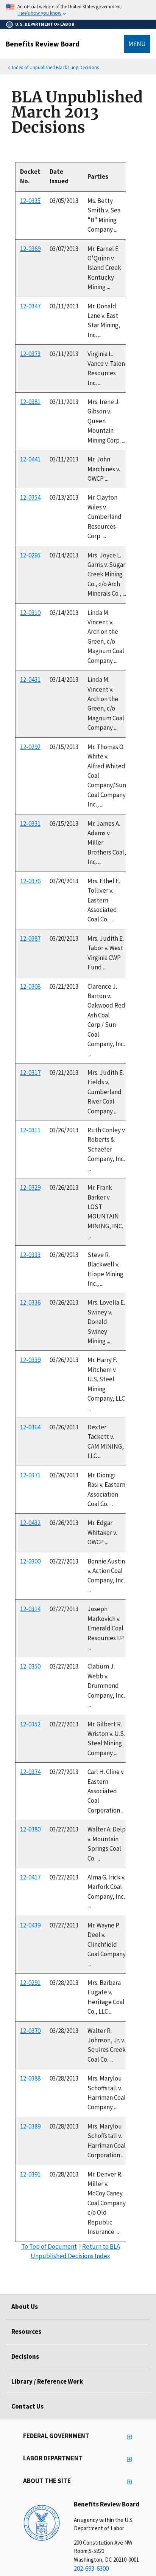 An official website of the United States government.
Here's how you know
U.S. DEPARTMENT OF LABOR
Benefits Review Board
MENU
« Index of Unpublished Black Lung Decisions
BLA Unpublished
March 2013
Decisions
Docket No. Date Issued Parties
12-0335 03/05/2013 Ms. Betty Smith v. Sea "B" Mining Company ...
12-0369 03/07/2013 Mr. Earnel E. O'Quinn v. Island Creek Kentucky Mining ...
12-0347 03/11/2013 Mr. Donald Lane v. East Star Mining, Inc. ...
12-0373 03/11/2013 Virginia L. Vance v. Talon Resources Inc. ...
12-0381 03/11/2013 Mrs. Irene J. Gibson v. Queen Mountain Mining Corp. ...
12-0441 03/11/2013 Mr. John Marchines v. OWCP ...
12-0354 03/13/2013 Mr. Clayton Wiles v. Cumberland Resources Corp. ...
12-0295 03/14/2013 Mrs. Joyce L. Garri v. Sugar Creek Mining Co., c/o Arch Minerals Co., ...
12-0310 03/14/2013 Linda M. Vincent v. Arch on the Green, c/o Magnum Coal Company ...
12-0431 03/14/2013 Linda M. Vincent v. Arch on the Green, c/o Magnum Coal Company ...
12-0292 03/15/2013 Mr. Thomas O. White v. Alfred Whited Coal Company/Sun Coal Company Inc., ...
12-0331 03/15/2013 Mr. James A. Adams v. Miller Brothers Coal, Inc. ...
12-0376 03/20/2013 Mrs. Ethel E. Tolliver v. Eastern Associated Coal Co. ...
12-0387 03/20/2013 Mrs. Judith E. Tabor v. West Virginia CWP Fund ...
12-0308 03/21/2013 Clarence J. Barton v. Oakwood Red Ash Coal Corp./ Sun Coal Company, Inc. ...
12-0317 03/21/2013 Mrs. Judith E. Fields v. Cumberland River Coal Company ...
12-0311 03/26/2013 Ruth Conley v. Roberts & Schaefer Company, Inc. ...
12-0329 03/26/2013 Mr. Frank Barker v. LOST MOUNTAIN MINING, INC. ...
12-0333 03/26/2013 Steve R. Blackwell v. Hiope Mining Inc., ...
12-0336 03/26/2013 Mrs. Lovella E. Swiney v. Donald Swiney Mining ...
12-0339 03/26/2013 Mr. Harry F. Mitchem v. U.S. Steel Mining Company, LLC ...
12-0364 03/26/2013 Dexter Tackett v. CAM MINING, LLC ...
12-0371 03/26/2013 Mr. Dionigi Rasi v. Eastern Association Coal Co. ...
12-0432 03/26/2013 Mr. Edgar Whitaker v. OWCP ...
12-0300 03/27/2013 Bonnie Austin v. Action Coal Company, Inc. ...
12-0314 03/27/2013 Joseph Markovich v. Emerald Coal Resources LP ...
12-0350 03/27/2013 Claburn J. Webb v. Drummond Company, Inc. ...
12-0352 03/27/2013 Mr. Gilbert R. Wriston v. U.S. Steel Mining Company ...
12-0374 03/27/2013 Carl H. Cline v. Eastern Associated Coal Corporation ...
12-0380 03/27/2013 Walter A. Delp v. Mountain Springs Coal Co. ...
12-0417 03/27/2013 Alma G. Irick v. Marfork Coal Company, Inc. ...
12-0439 03/27/2013 Mr. Wayne P. Deel v. Clinchfield Coal Company ...
12-0291 03/28/2013 Mrs. Barbara Fugate v. Heritage Coal Co., LLC ...
12-0370 03/28/2013 Walter R. Johnson, Jr. v. Squires Creek Coal Co. ...
12-0388 03/28/2013 Mrs. Marylou Schoffstall v. Harriman Coal Company ...
12-0389 03/28/2013 Mrs. Marylou Schoffstall v. Harriman Coal Corporation ...
12-0391 03/28/2013 Mr. Denver R. Miller v. McCoy Caney Coal Company c/o Old Republic Insurance ...
To Top of Document | Return to BLA
Unpublished Decisions Index
About Us
Resources
Decisions
Library / Reference Work
Contact Us
FEDERAL GOVERNMENT
LABOR DEPARTMENT
ABOUT THE SITE
Benefits Review Board
An agency within the U.S.
Department of Labor
200 Constitution Ave NW
Room S-5220
Washington, DC 20210-0001
202-693-6300